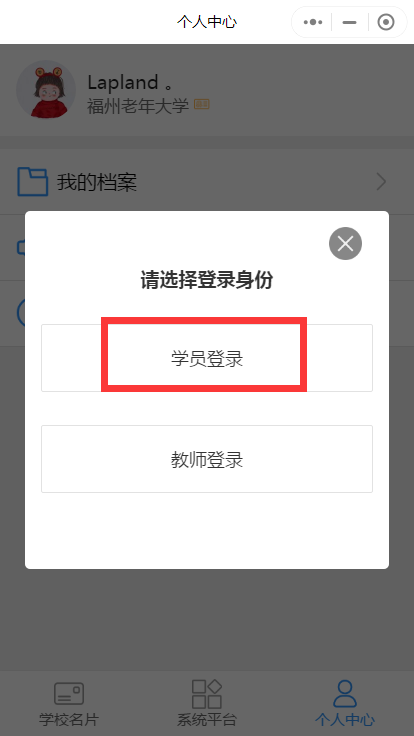 个人中心
Lapland 。
福州老年大学
我的档案
请选择登录身份
学员登录
教师登录
学校名片
系统平台
个人中心